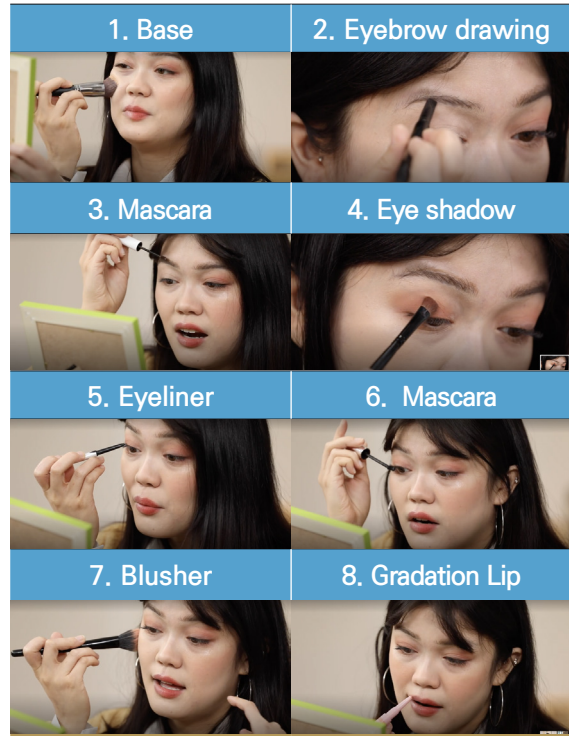 1. Base
2. Eyebrow drawing
3. Mascara
4. Eye shadow
5. Eyeliner
6. Mascara
7. Blusher
8. Gradation Lip